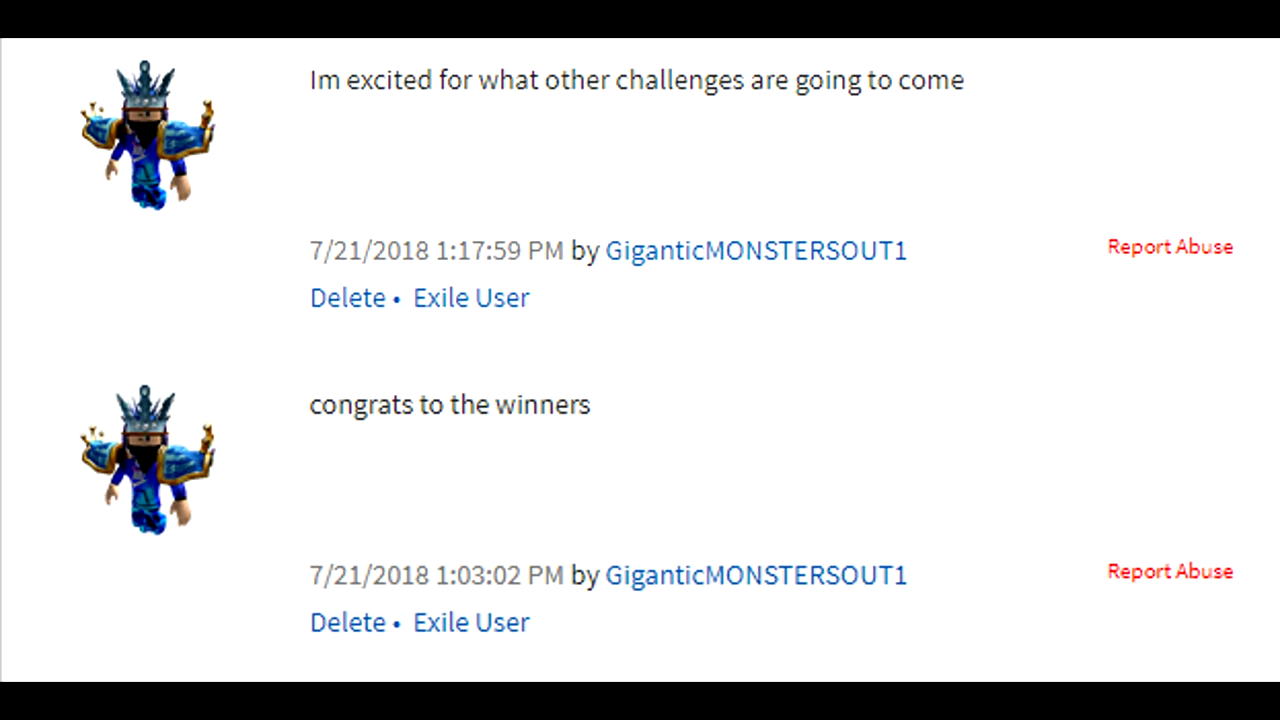 Im excited for what other challenges are going to come
7/21/2018 1:17:59 PM by GiganticMONSTERSOUT1
Report Abuse
Delete • Exile User
congrats to the winners
7/21/2018 1:03:02 PM by GiganticMONSTERSOUT1
Report Abuse
Delete • Exile User